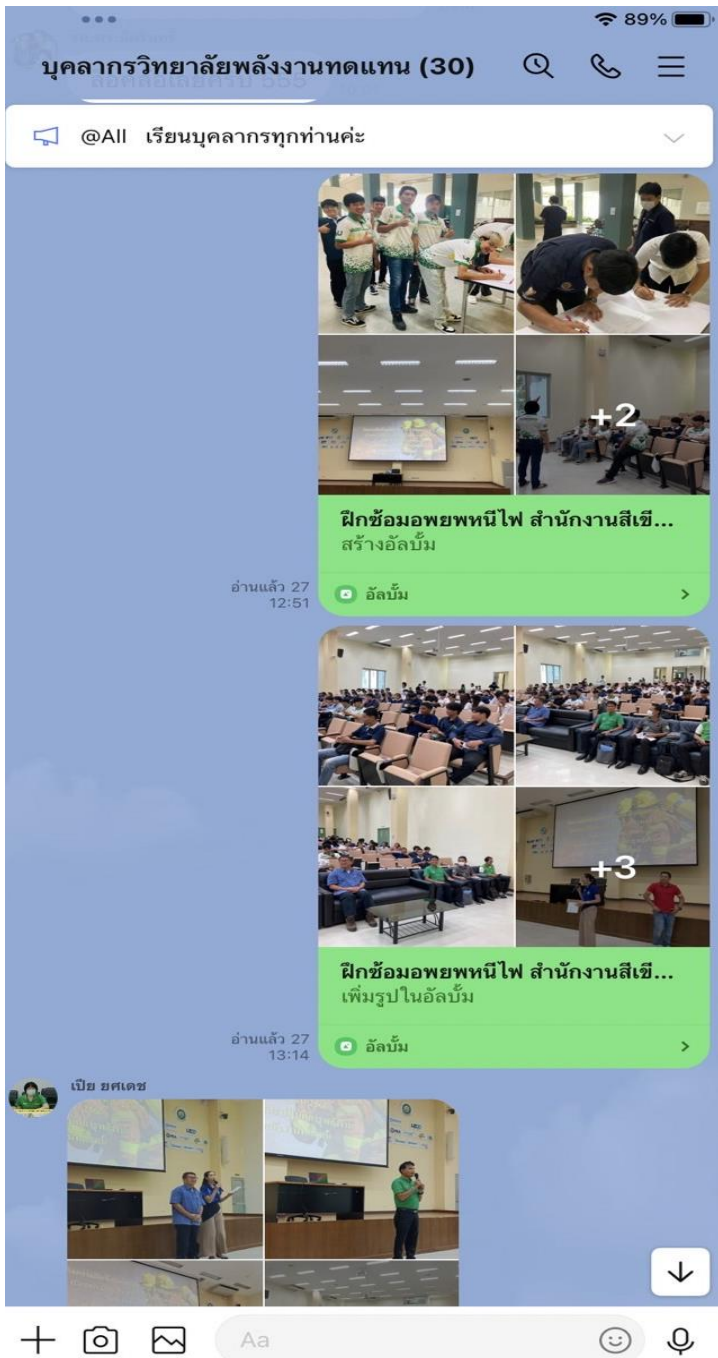 89%
บุคลากรวิทยาลัยพลังงานทดแทน (30)
@All เรียนบุคลากรทุกท่านค่ะ
+2
ฝึกซ้อมอพยพหนีไฟ สำนักงานสีเขี...
สร้างอัลบั้ม
อ่านแล้ว 27
12:51
อัลบั้ม
+3
ฝึกซ้อมอพยพหนีไฟ สำนักงานสีเขี...
เพิ่มรูปในอัลบั้ม
อ่านแล้ว 27
13:14
อัลบั้ม
เปีย ยศเดช
Aa